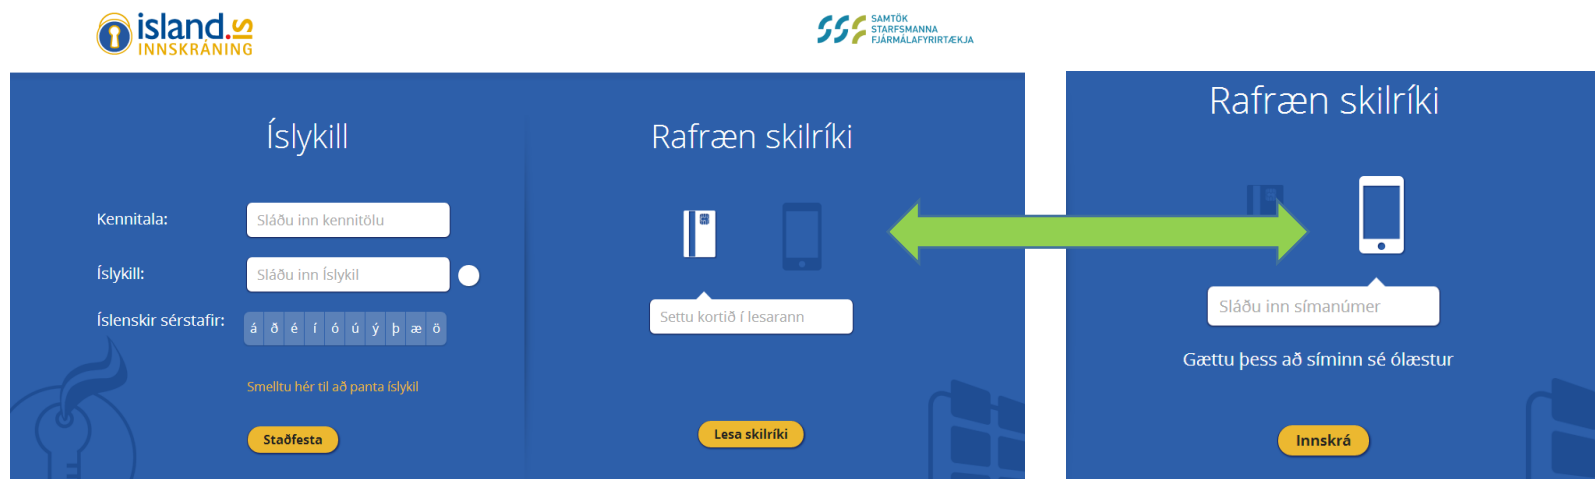 island.is
INNSKRÁNING
SAMTÖK
STARFSMANNA
FJÁRMÁLAFYRIRTÆKJA
Íslykill
Kennitala:
Sláðu inn kennitölu
Íslykill:
Sláðu inn Íslykil
Íslenskir sérstafir:
á ð é í ó ú ý þ æ ö
Smelltu hér til að panta íslykil
Staðfesta
Rafræn skilríki
Settu kortið í lesarann
Lesa skilríki
Rafræn skilríki
Sláðu inn símanúmer
Gættu þess að síminn sé ólæstur
Innskrá